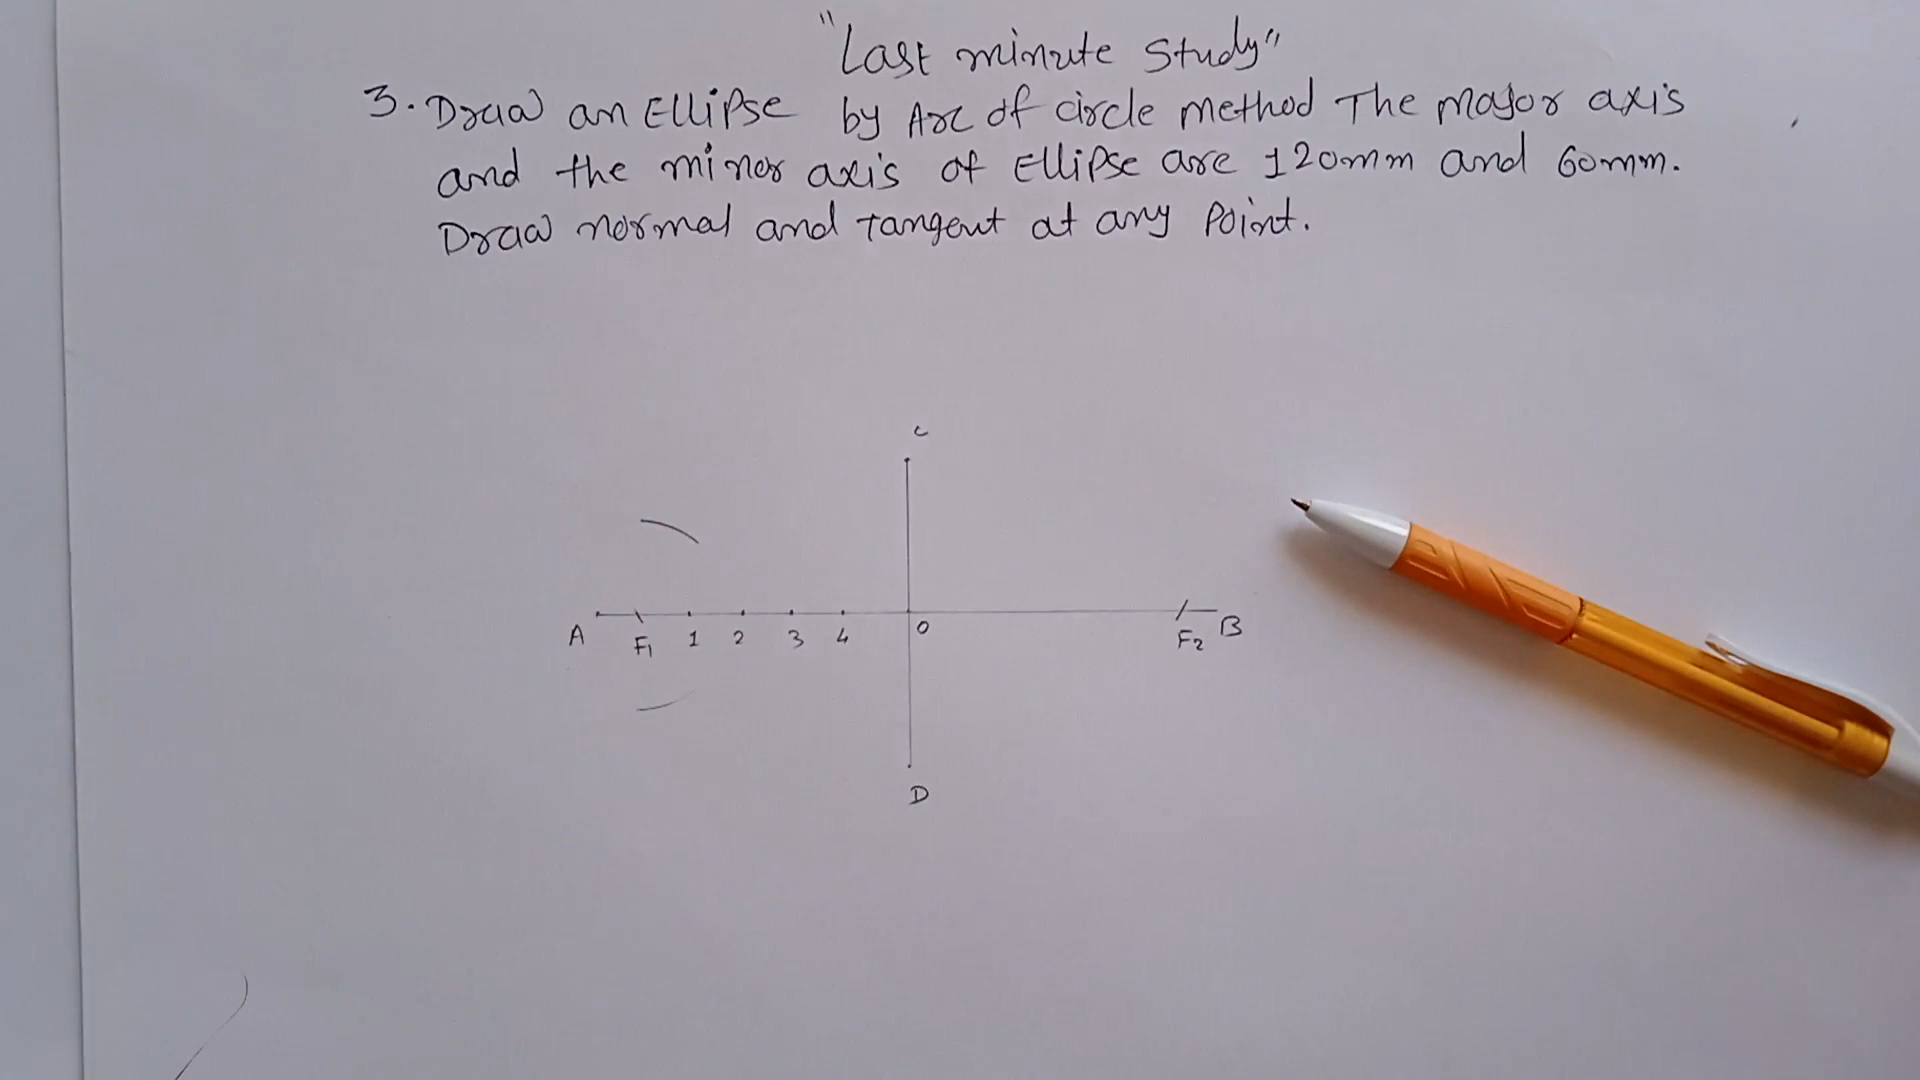 "Last minute Study"
3. Draw an Ellipse by Arc of circle method The major axis
and the minor axis of Ellipse are 120mm and 60mm.
Draw normal and Tangent at any Point.
C
A F1 1 2 3 4 O F2 B
D